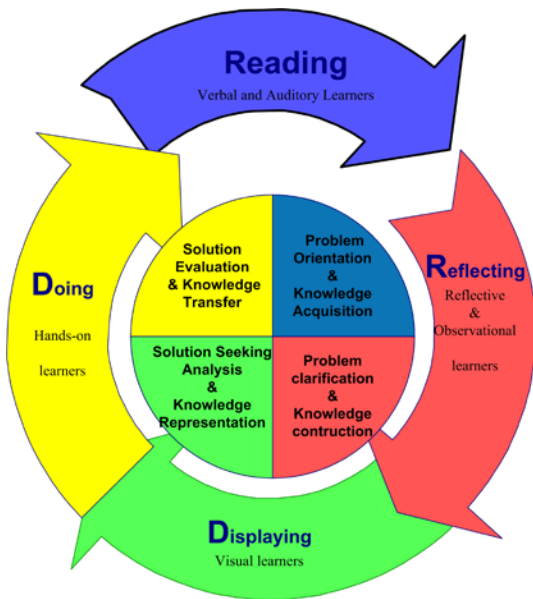 Reading
Verbal and Auditory Learners
Reflecting
Reflective
&
Observational
learners
Displaying
Visual learners
Doing
Hands-on
learners
Solution
Evaluation
& Knowledge
Transfer
Problem
Orientation
&
Knowledge
Acquisition
Solution Seeking
Analysis
&
Knowledge
Representation
Problem
clarification
&
Knowledge
contruction